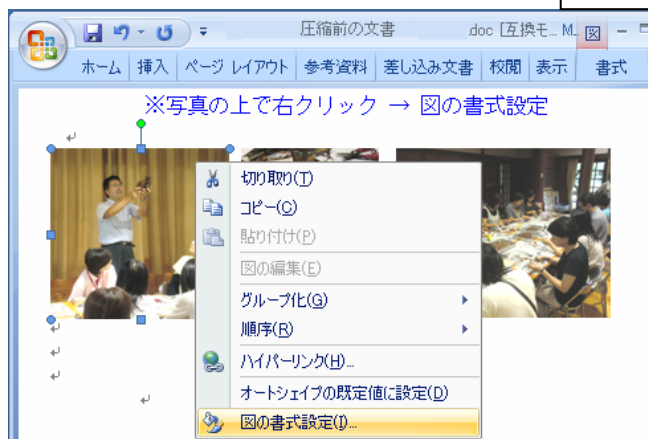 圧縮前の文書 .doc [互換モ... M. 図
ホーム 挿入 ページ レイアウト 参考資料 差し込み文書 校閲 表示 書式
※写真の上で右クリック → 図の書式設定
切り取り(T)
コピー(C)
貼り付け(P)
図の編集(E)
グループ化(G)
順序(R)
ハイパーリンク(H)...
オートシェイプの既定値に設定(D)
図の書式設定(I)...